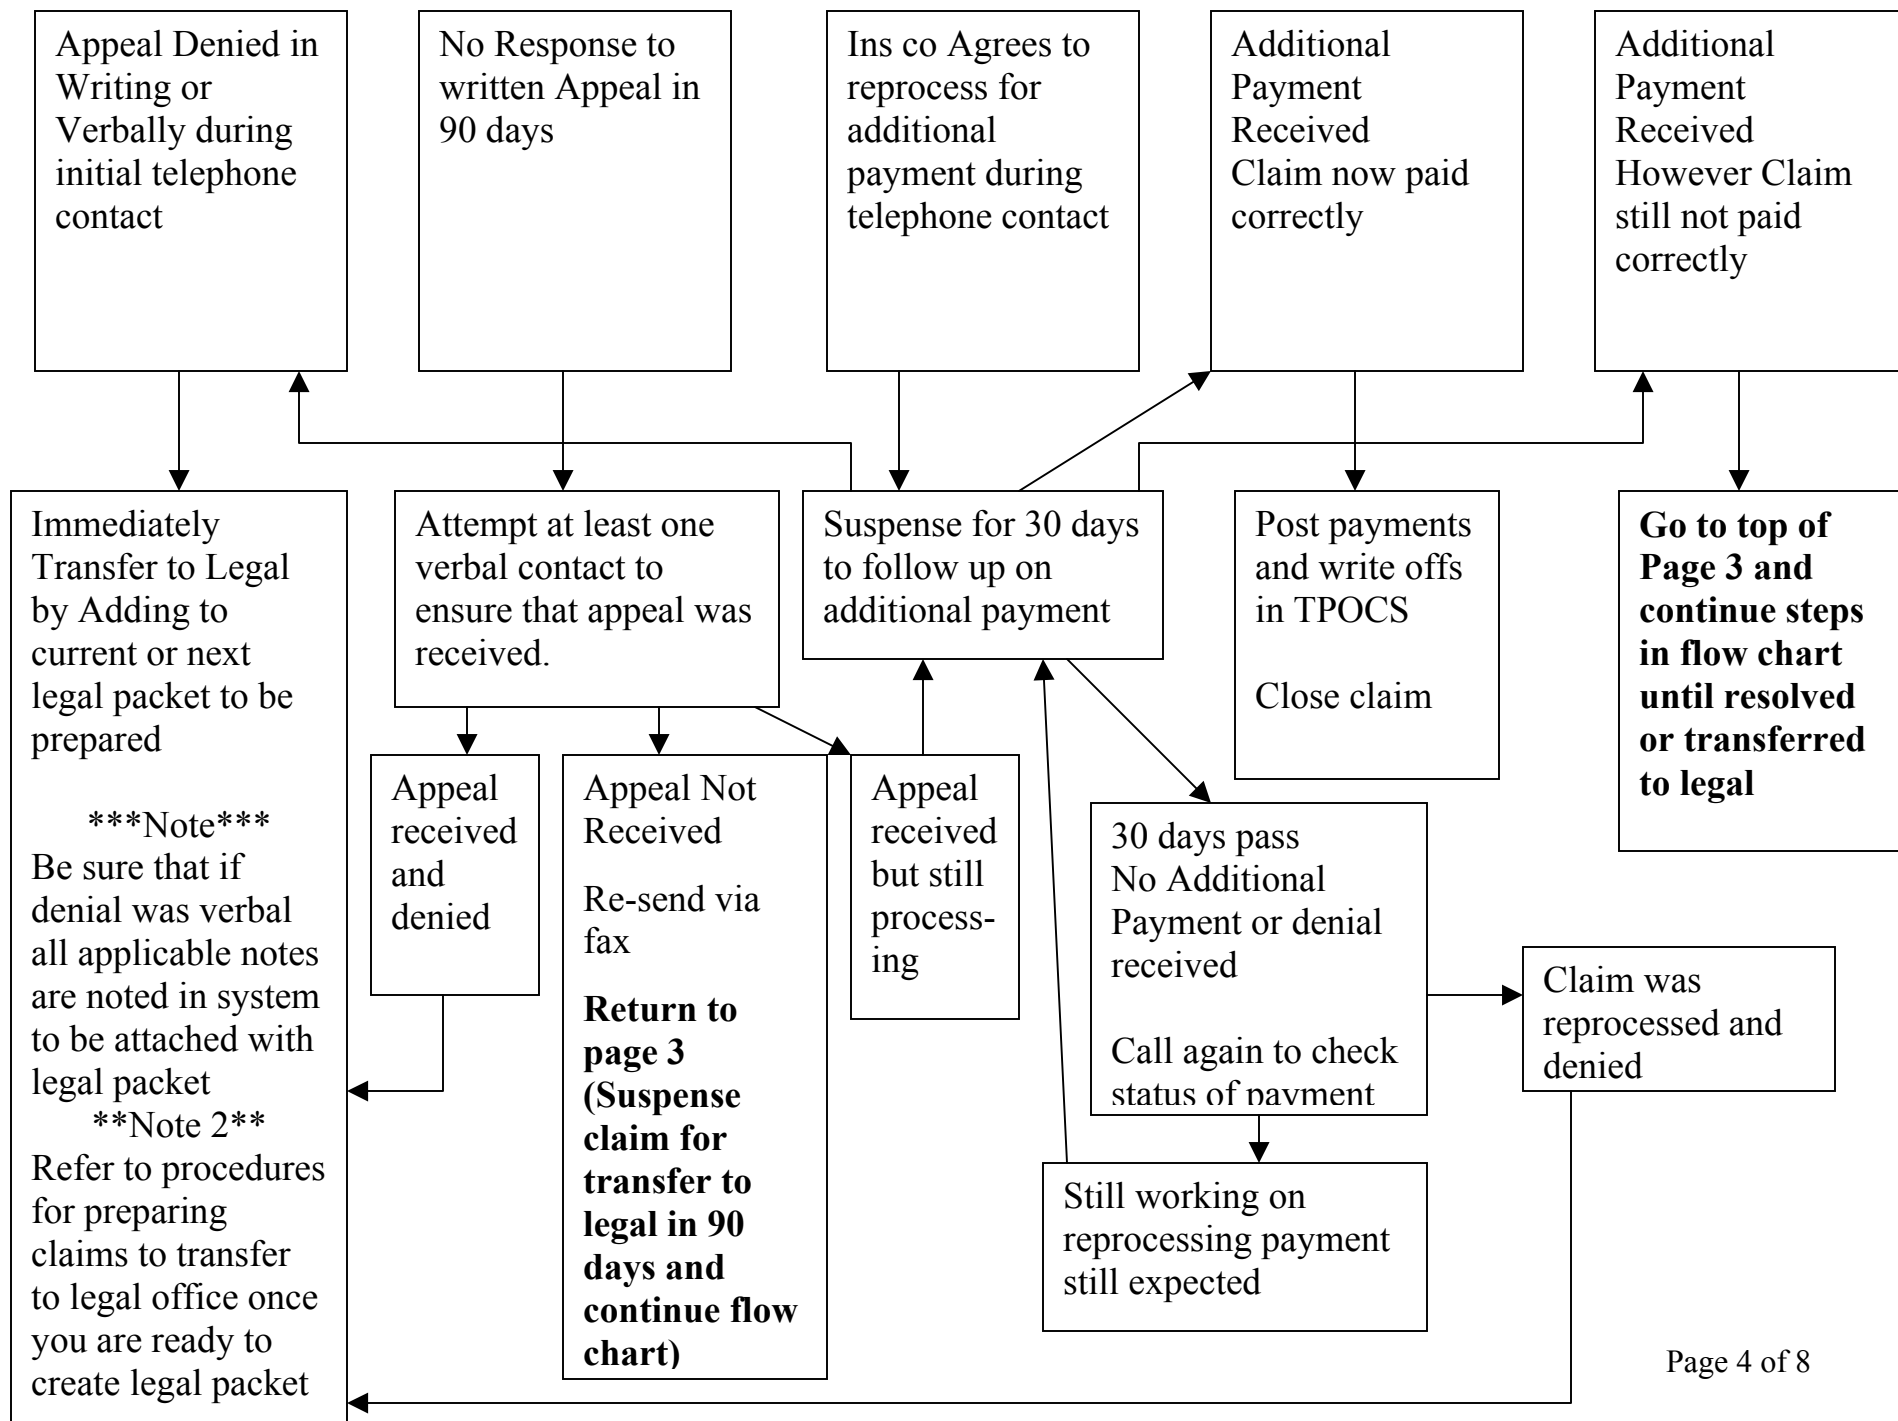 Appeal Denied in
Writing or
Verbally during
initial telephone
contact
No Response to
written Appeal in
90 days
Ins co Agrees to
reprocess for
additional
payment during
telephone contact
Additional
Payment
Received
Claim now paid
correctly
Additional
Payment
Received
However Claim
still not paid
correctly
Immediately
Transfer to Legal
by Adding to
current or next
legal packet to be
prepared
***Note***
Be sure that if
denial was verbal
all applicable notes
are noted in system
to be attached with
legal packet
**Note 2**
Refer to procedures
for preparing
claims to transfer
to legal office once
you are ready to
create legal packet
Attempt at least one
verbal contact to
ensure that appeal was
received.
Suspense for 30 days
to follow up on
additional payment
Post payments
and write offs
in TPOCS
Close claim
Go to top of
Page 3 and
continue steps
in flow chart
until resolved
or transferred
to legal
Appeal
received
and
denied
Appeal Not
Received
Re-send via
fax
Return to
page 3
(Suspense
claim for
transfer to
legal in 90
days and
continue flow
chart)
Appeal
received
but still
process-
ing
30 days pass
No Additional
Payment or denial
received
Call again to check
status of payment
Claim was
reprocessed and
denied
Still working on
reprocessing payment
still expected
Page 4 of 8